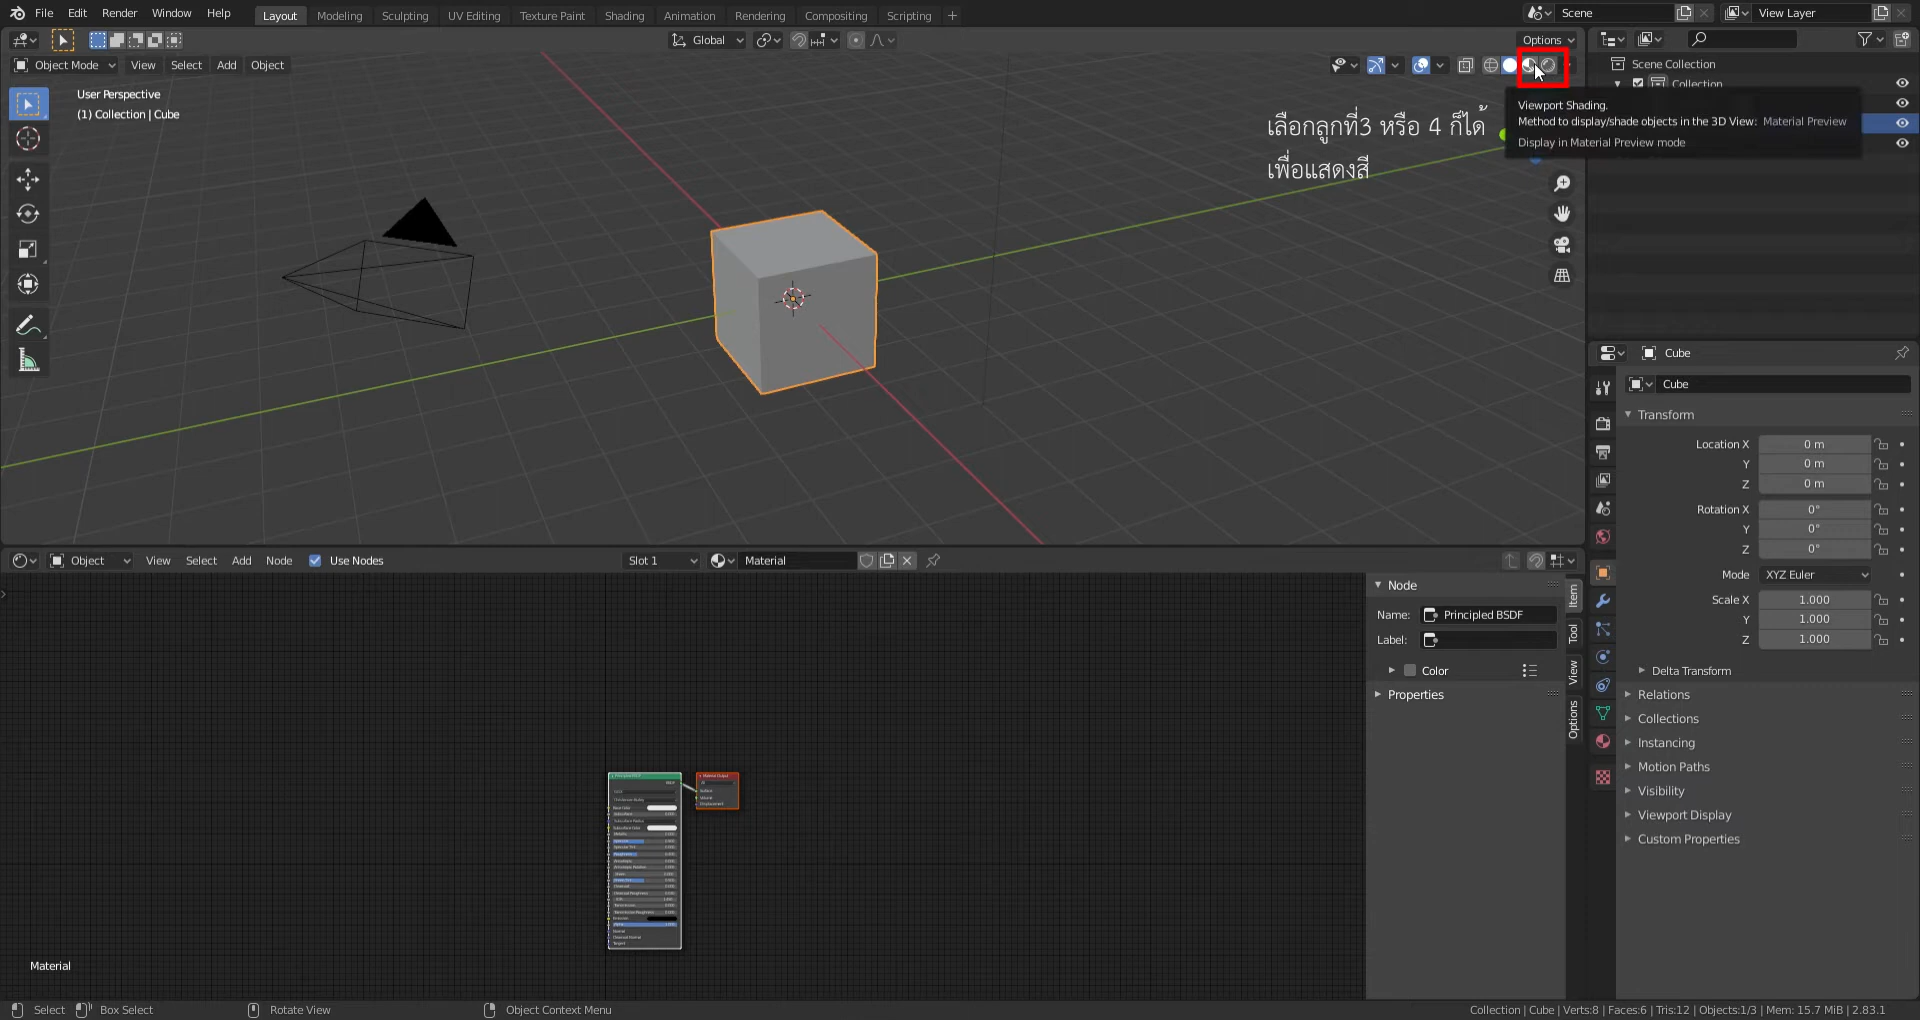 File Edit Render Window Help Layout Modeling Sculpting UV Editing Texture Paint Shading Animation Rendering Compositing Scripting + Scene View Layer
Global Options
Object Mode View Select Add Object
User Perspective
(1) Collection | Cube
เลือกลูกที่3 หรือ 4 ก็ได้
เพื่อแสดงสี
Scene Collection
Collection
Viewport Shading.
Method to display/shade objects in the 3D View: Material Preview
Display in Material Preview mode
Cube
Cube
Transform
Location X 0 m
Y 0 m
Z 0 m
Rotation X 0°
Y 0°
Z 0°
Mode XYZ Euler
Scale X 1.000
Y 1.000
Z 1.000
Delta Transform
Relations
Collections
Instancing
Motion Paths
Visibility
Viewport Display
Custom Properties
Object View Select Add Node Use Nodes Slot 1 Material
Node
Name: Principled BSDF
Label:
Color
Properties
Item
Tool
View
Options
Material Output
Surface
Volume
Displacement
Material
Select Box Select Rotate View Object Context Menu Collection | Cube | Verts:8 | Faces:6 | Tris:12 | Objects:1/3 | Mem: 15.7 MiB | 2.83.1